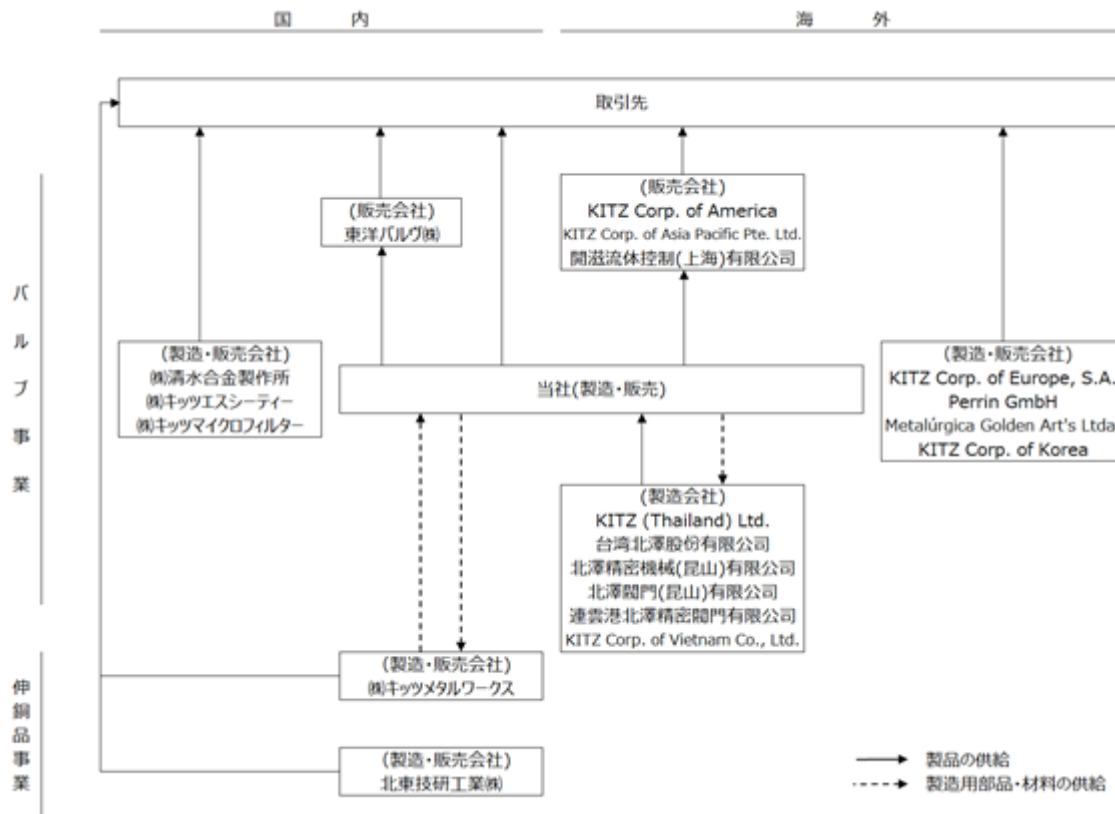 国 内
海 外
取引先
(販売会社)
東洋バルヴ㈱
(販売会社)
KITZ Corp. of America
KITZ Corp. of Asia Pacific Pte. Ltd.
開滋流体控制(上海)有限公司
バルブ事業
(製造・販売会社)
㈱清水合金製作所
㈱キッツエスシーティー
㈱キッツマイクロフィルター
当社(製造・販売)
(製造・販売会社)
KITZ Corp. of Europe, S.A.
Perrin GmbH
Metalúrgica Golden Art's Ltda
KITZ Corp. of Korea
(製造会社)
KITZ (Thailand) Ltd.
台湾北澤股份有限公司
北澤精密機械(昆山)有限公司
北澤閥門(昆山)有限公司
連雲港北澤精密閥門有限公司
KITZ Corp. of Vietnam Co., Ltd.
伸銅品事業
(製造・販売会社)
㈱キッツメタルワークス
(製造・販売会社)
北東技研工業㈱
製品の供給
製造用部品・材料の供給